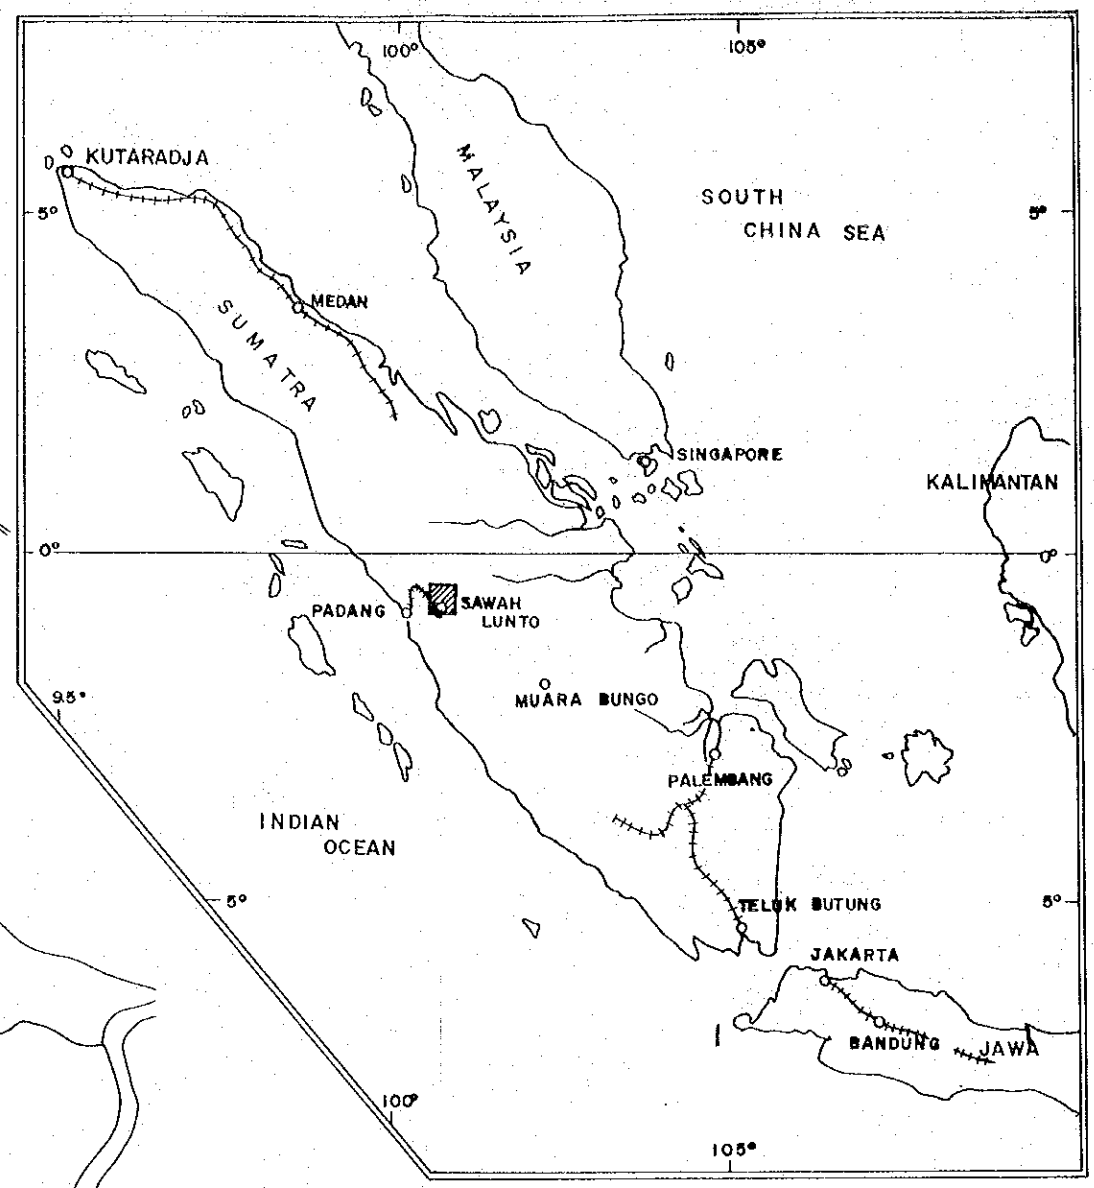 100°
105°
KUTARADJA
MALAYSIA
SOUTH
CHINA SEA
5°
5°
MEDAN
SUMATRA
SINGAPORE
KALIMANTAN
0°
0°
PADANG
SAWAH
LUNTO
95°
MUARA BUNGO
PALEMBANG
INDIAN
OCEAN
5°
TELUK BUTUNG
5°
JAKARTA
BANDUNG
JAWA
100°
105°